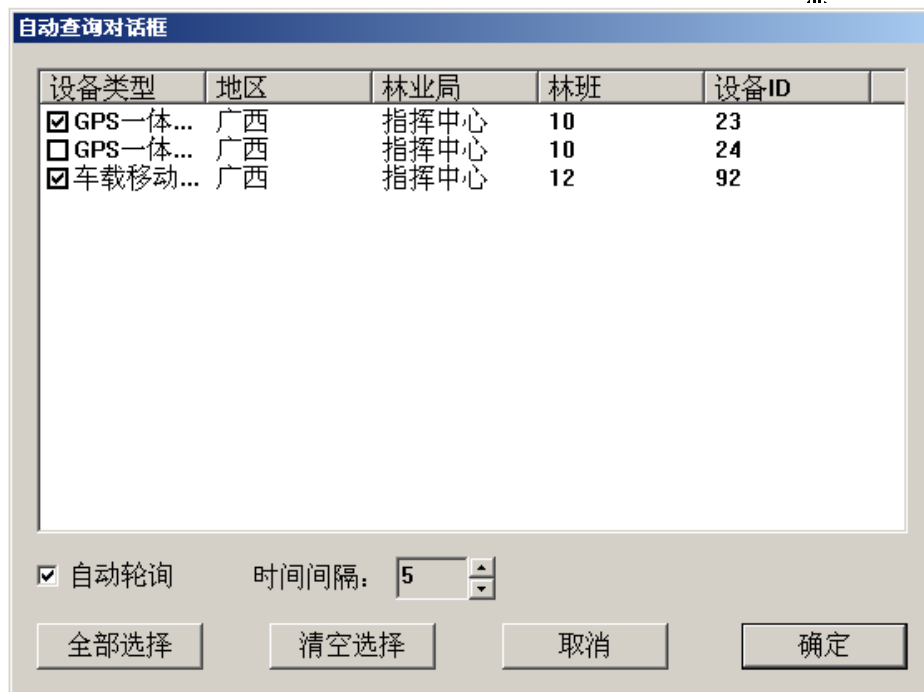 自动查询对话框
设备类型 地区 林业局 林班 设备ID
GPS一体... 广西 指挥中心 10 23
GPS一体... 广西 指挥中心 10 24
车载移动... 广西 指挥中心 12 92
自动轮询 时间间隔： 5
全部选择 清空选择 取消 确定